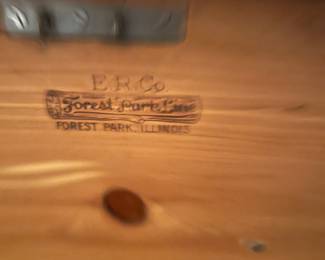 E.R.Co.
Forest Park Line
FOREST PARK, ILLINOIS